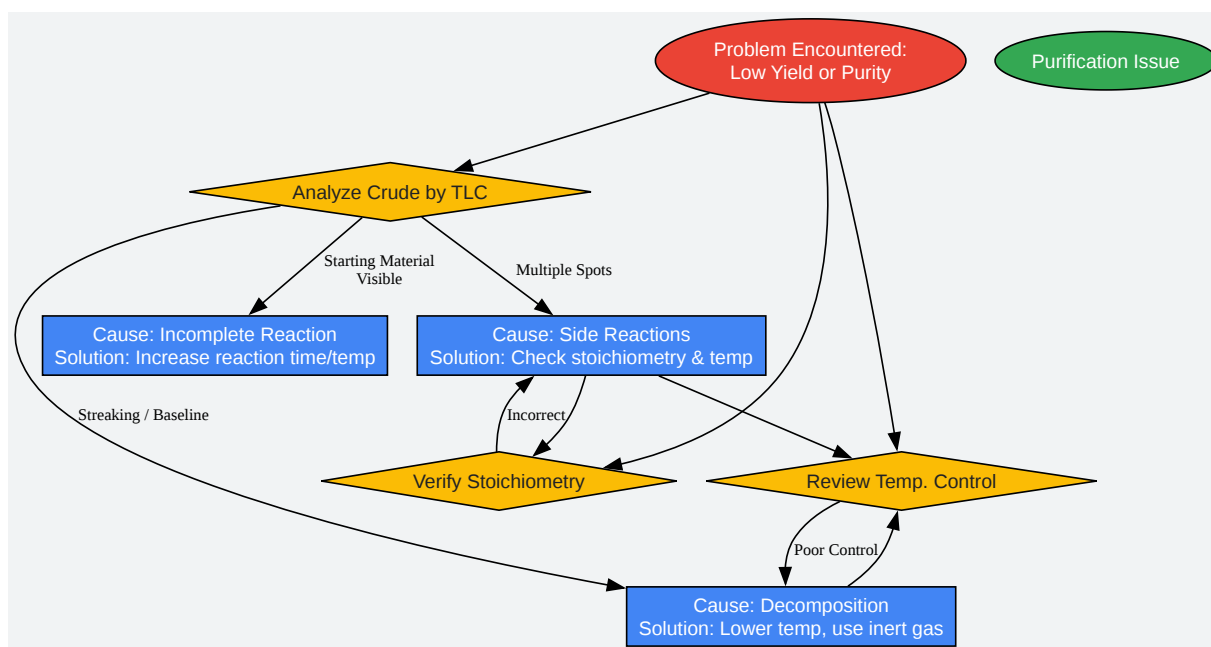 Problem Encountered:
Low Yield or Purity
Purification Issue
Analyze Crude by TLC
Starting Material
Visible
Multiple Spots
Cause: Incomplete Reaction
Solution: Increase reaction time/temp
Cause: Side Reactions
Solution: Check stoichiometry & temp
Streaking / Baseline
Incorrect
Verify Stoichiometry
Review Temp. Control
Poor Control
Cause: Decomposition
Solution: Lower temp, use inert gas